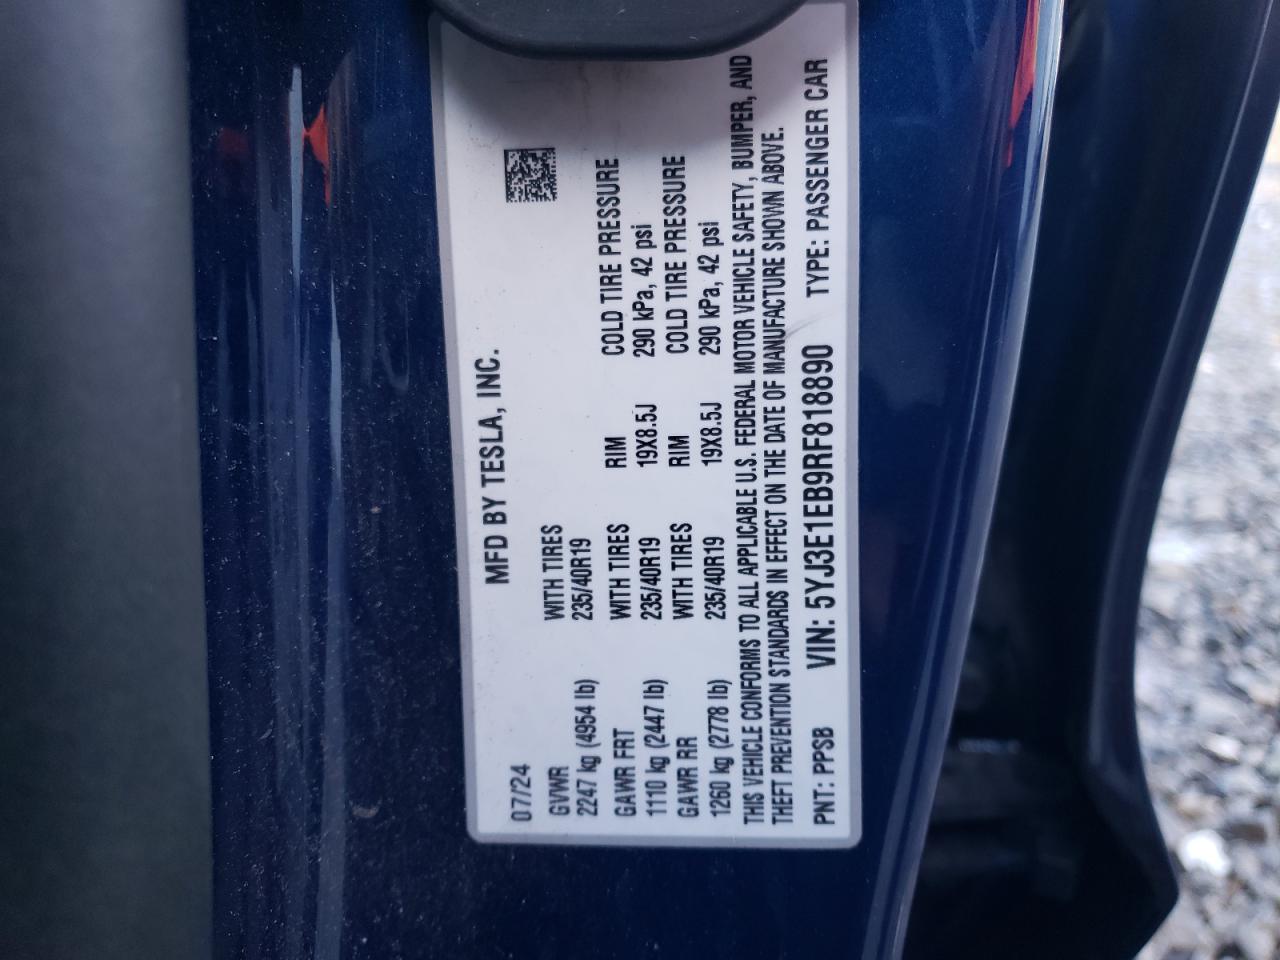 MFD BY TESLA, INC.
07/24
GVWR WITH TIRES
2247 kg (4954 lb) 235/40R19
GAWR FRT WITH TIRES RIM COLD TIRE PRESSURE
1110 kg (2447 lb) 235/40R19 19X8.5J 290 kPa, 42 psi
GAWR RR WITH TIRES RIM COLD TIRE PRESSURE
1260 kg (2778 lb) 235/40R19 19X8.5J 290 kPa, 42 psi
THIS VEHICLE CONFORMS TO ALL APPLICABLE U.S. FEDERAL MOTOR VEHICLE SAFETY, BUMPER, AND
THEFT PREVENTION STANDARDS IN EFFECT ON THE DATE OF MANUFACTURE SHOWN ABOVE.
PNT: PPSB VIN: 5YJ3E1EB9RF818890 TYPE: PASSENGER CAR